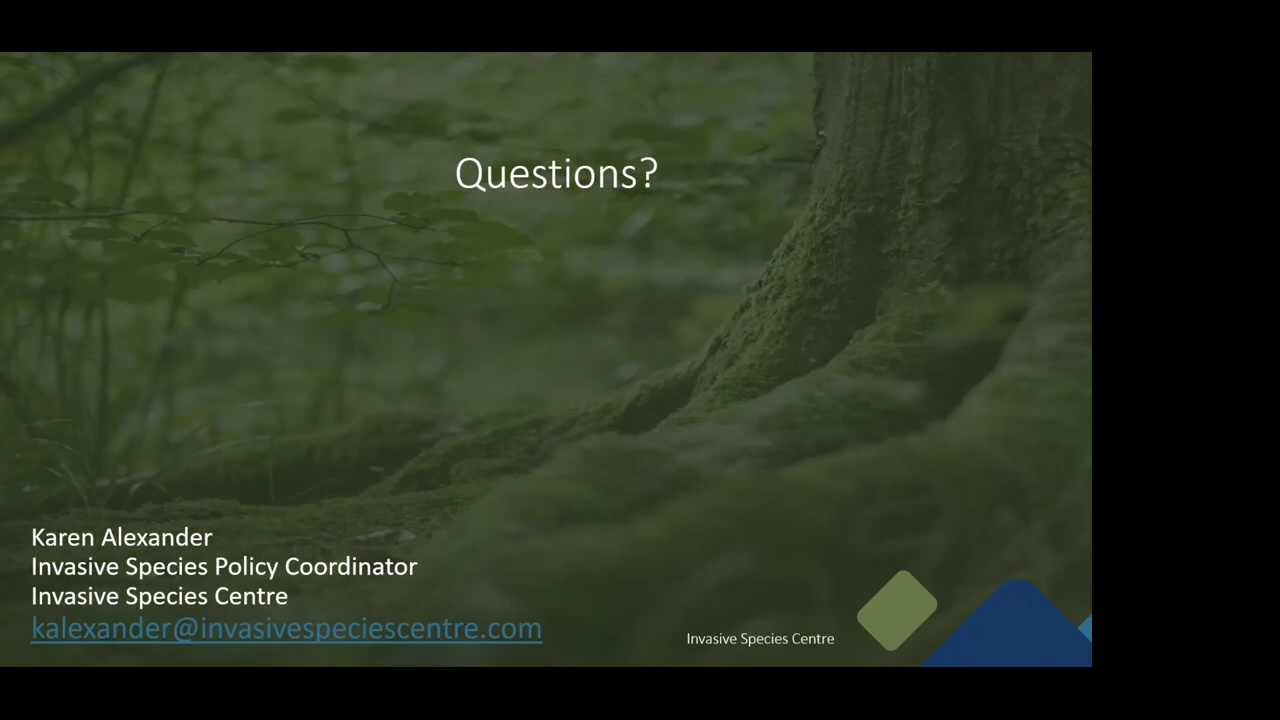 Questions?
Karen Alexander
Invasive Species Policy Coordinator
Invasive Species Centre
kalexander@invasivespeciescentre.com
Invasive Species Centre